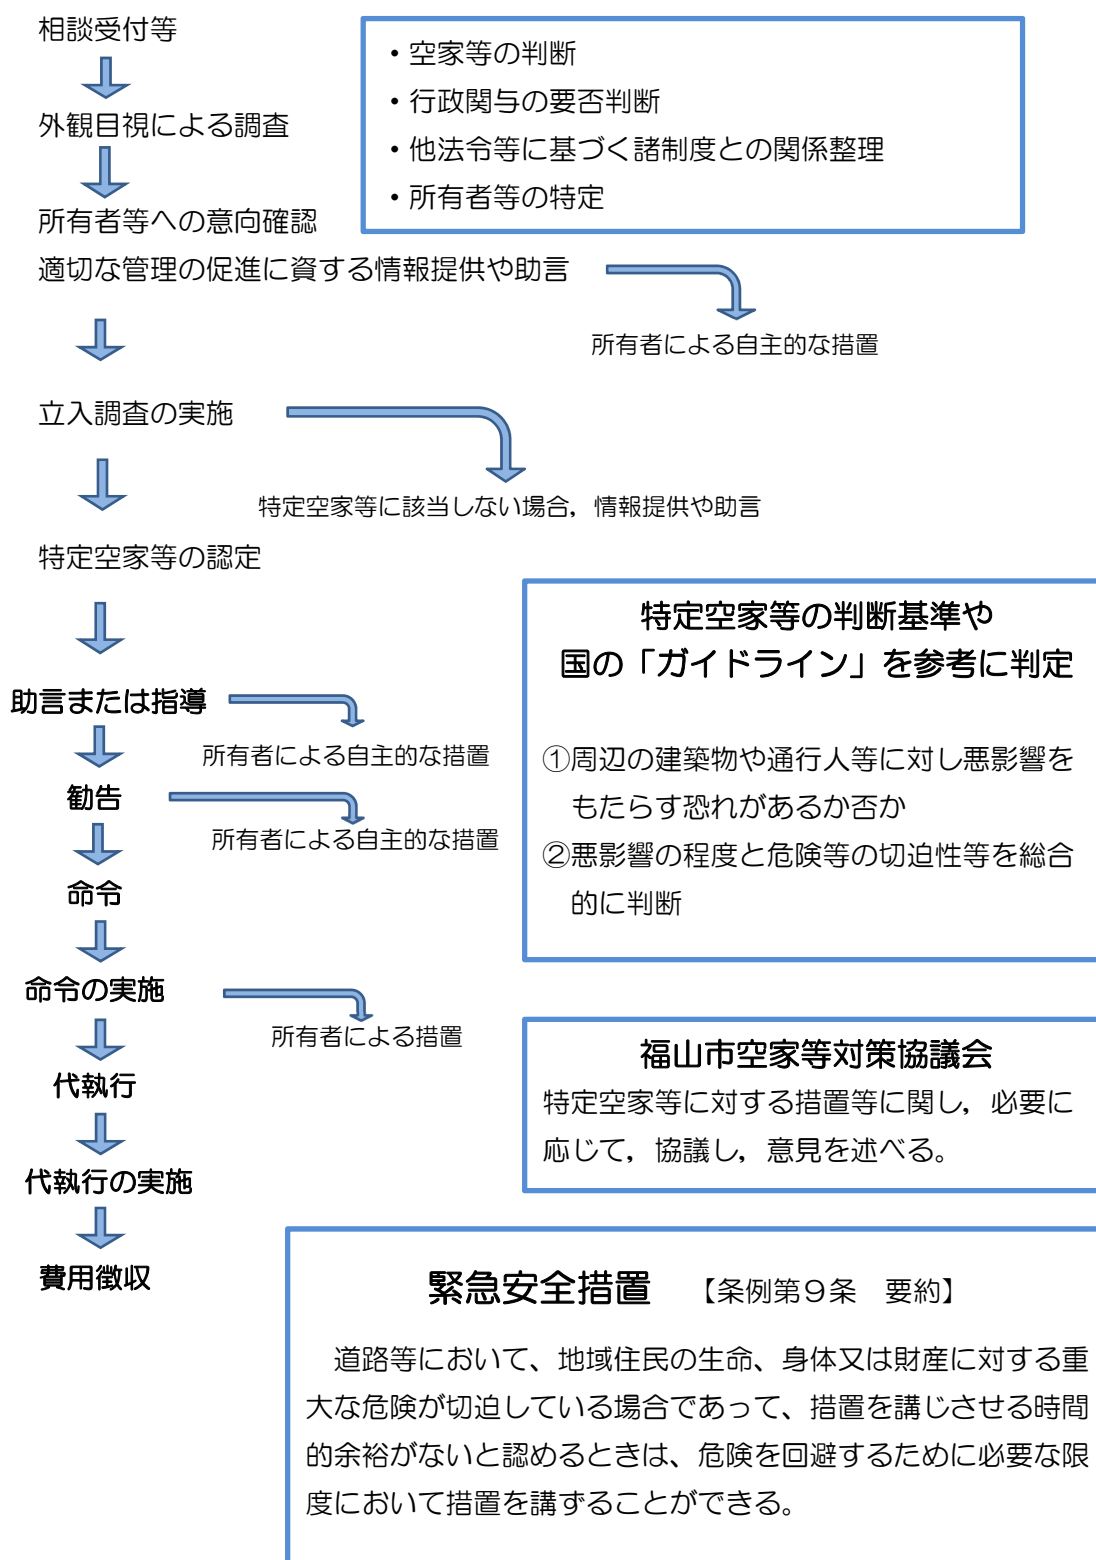 相談受付等
・空家等の判断
・行政関与の要否判断
・他法令等に基づく諸制度との関係整理
・所有者等の特定
外観目視による調査
所有者等への意向確認
適切な管理の促進に資する情報提供や助言
所有者による自主的な措置
立入調査の実施
特定空家等に該当しない場合，情報提供や助言
特定空家等の認定
特定空家等の判断基準や
国の「ガイドライン」を参考に判定
①周辺の建築物や通行人等に対し悪影響を
もたらす恐れがあるか否か
②悪影響の程度と危険等の切迫性等を総合
的に判断
助言または指導
所有者による自主的な措置
勧告
所有者による自主的な措置
命令
命令の実施
所有者による措置
代執行
代執行の実施
費用徴収
福山市空家等対策協議会
特定空家等に対する措置等に関し，必要に
応じて，協議し，意見を述べる。
緊急安全措置　【条例第９条　要約】
道路等において、地域住民の生命、身体又は財産に対する重
大な危険が切迫している場合であって、措置を講じさせる時間
的余裕がないと認めるときは、危険を回避するために必要な限
度において措置を講ずることができる。